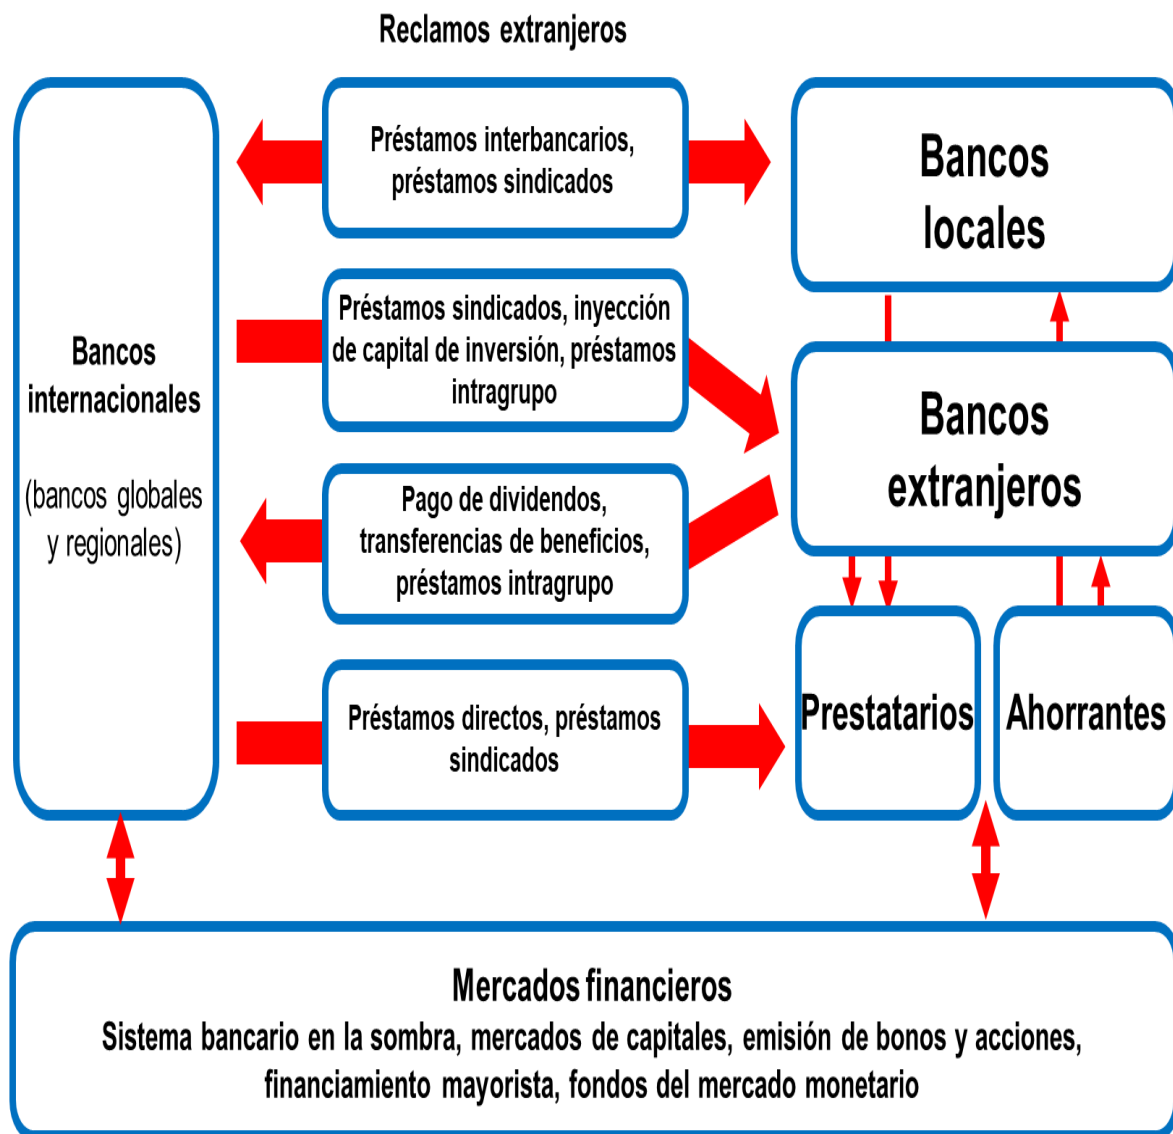 Reclamos extranjeros
Préstamos interbancarios,
préstamos sindicados
Bancos
locales
Préstamos sindicados, inyección
de capital de inversión, préstamos
intragrupo
Bancos
internacionales
(bancos globales
y regionales)
Bancos
extranjeros
Pago de dividendos,
transferencias de beneficios,
préstamos intragrupo
Préstamos directos, préstamos
sindicados
Prestatarios
Ahorrantes
Mercados financieros
Sistema bancario en la sombra, mercados de capitales, emisión de bonos y acciones,
financiamiento mayorista, fondos del mercado monetario